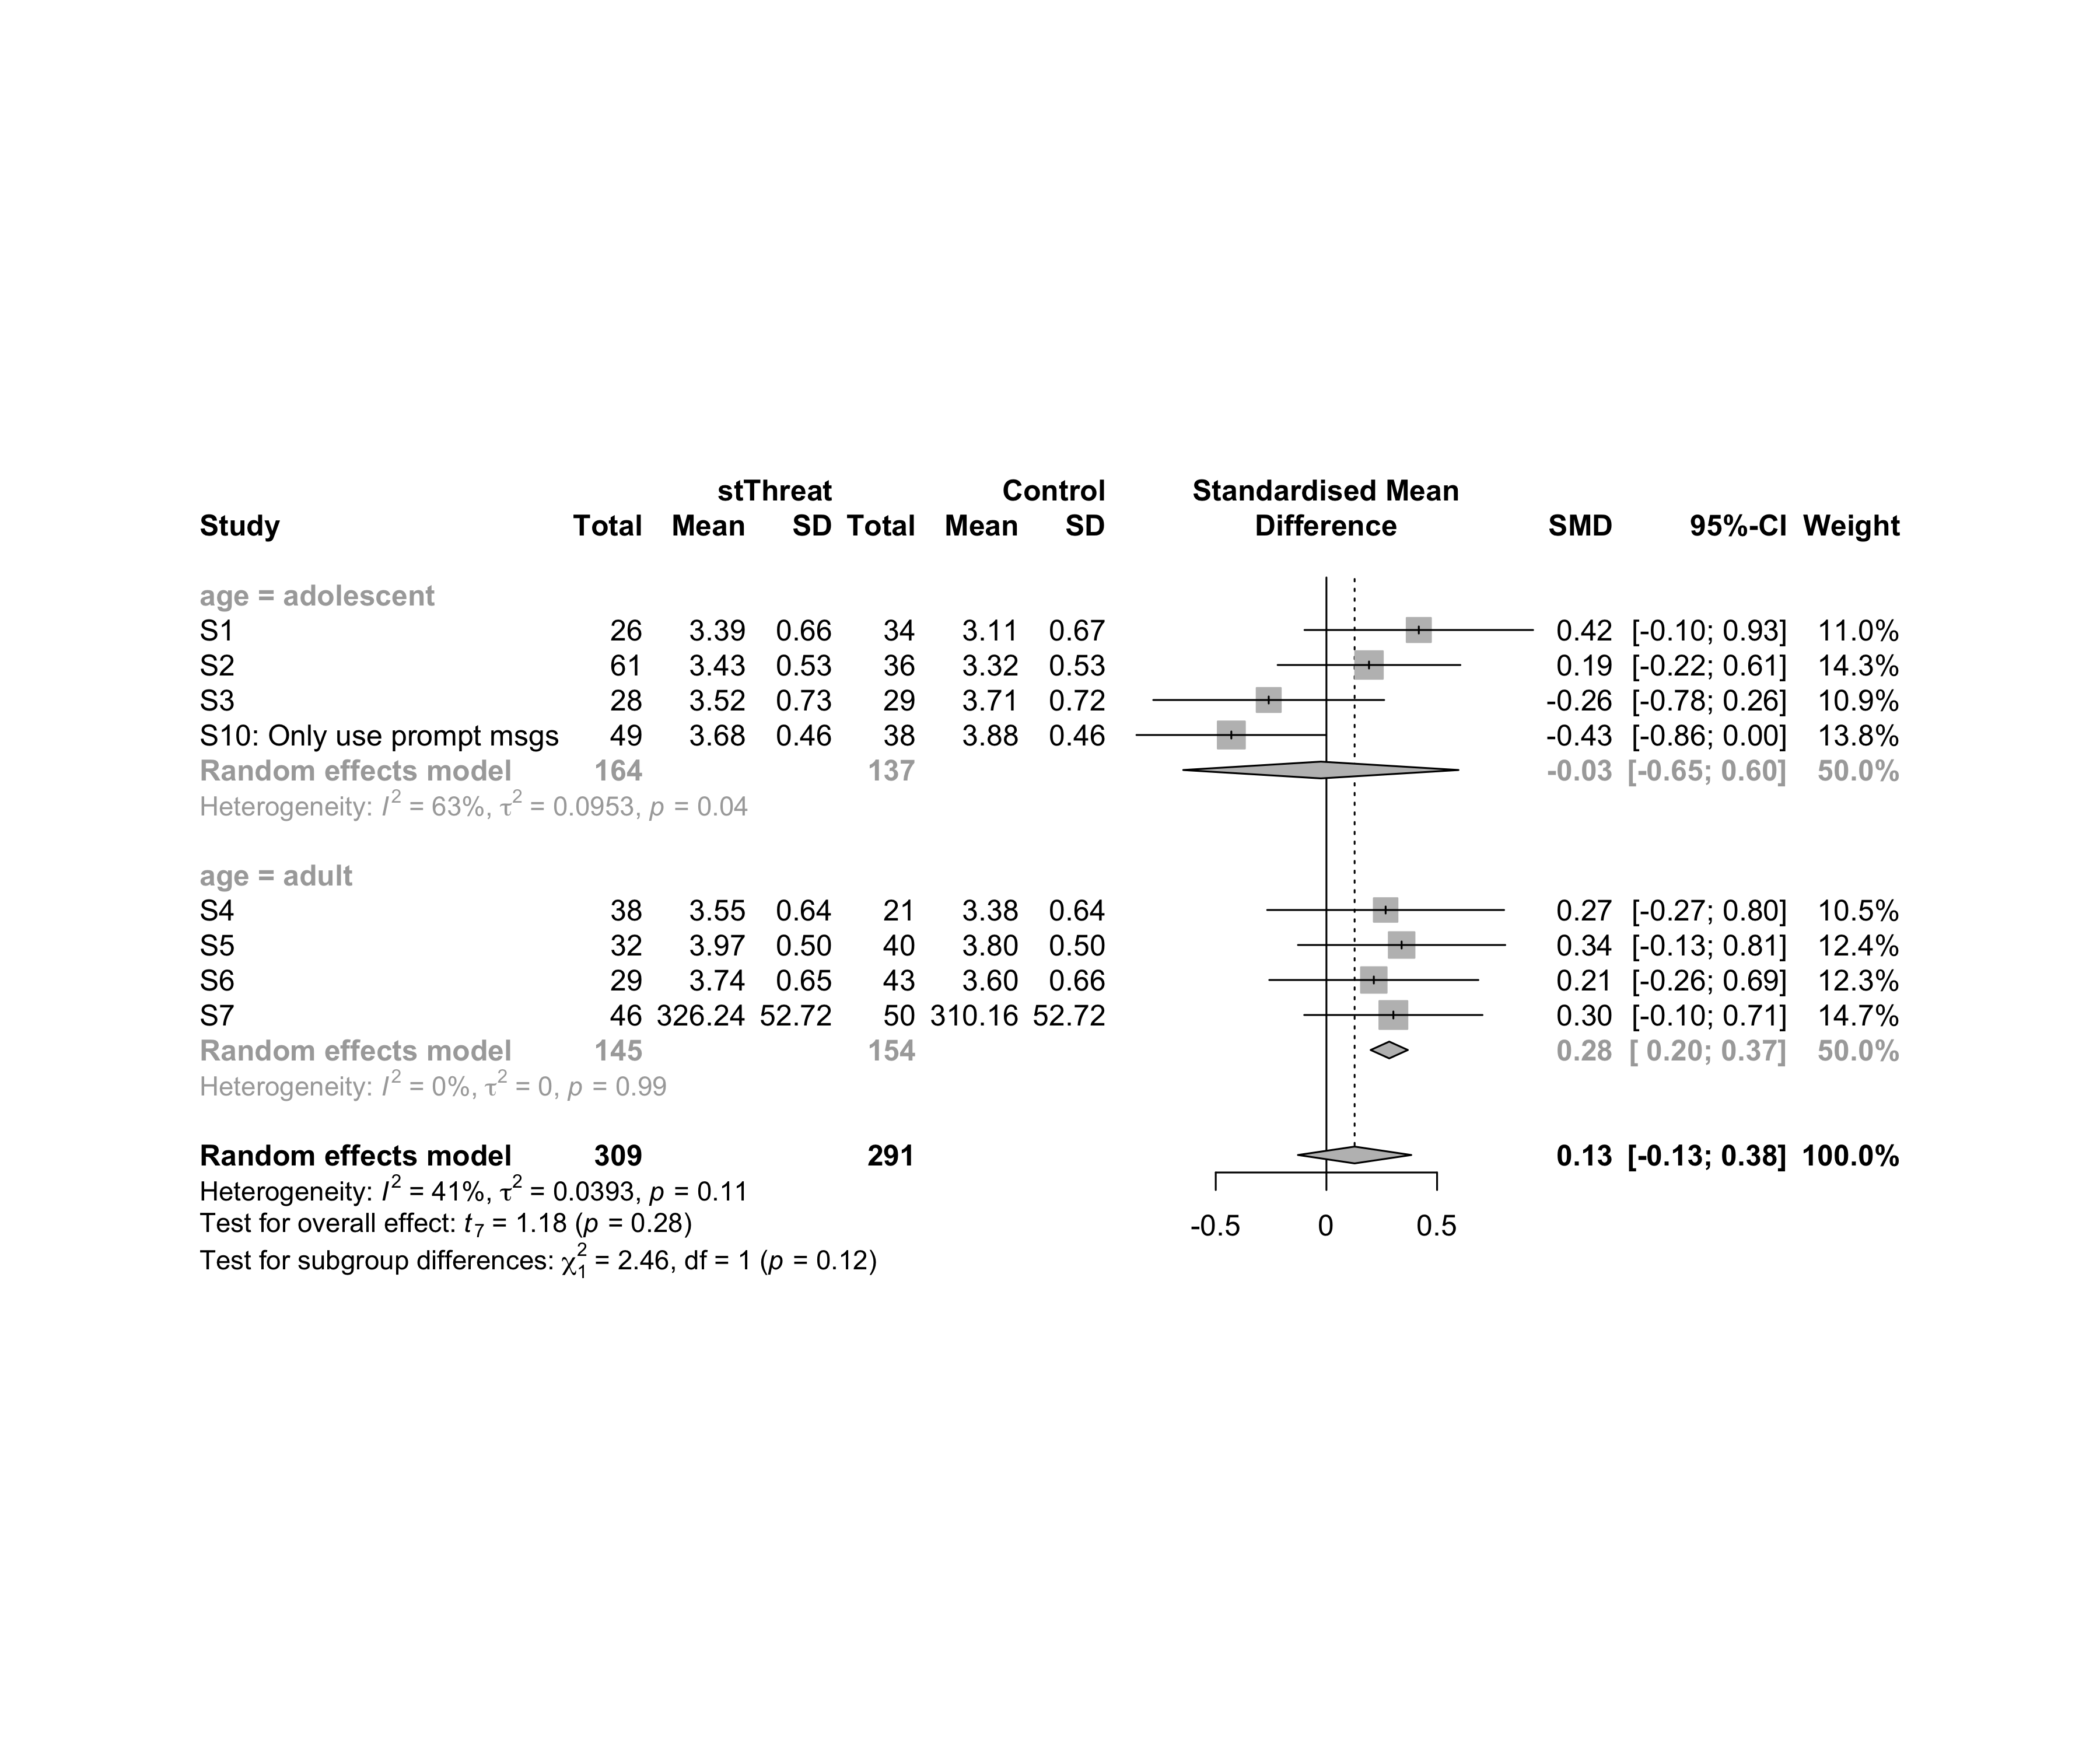 stThreat Control Standardised Mean
Study Total Mean SD Total Mean SD Difference SMD 95%-CI Weight
age = adolescent
S1 26 3.39 0.66 34 3.11 0.67 0.42 [-0.10; 0.93] 11.0%
S2 61 3.43 0.53 36 3.32 0.53 0.19 [-0.22; 0.61] 14.3%
S3 28 3.52 0.73 29 3.71 0.72 -0.26 [-0.78; 0.26] 10.9%
S10: Only use prompt msgs 49 3.68 0.46 38 3.88 0.46 -0.43 [-0.86; 0.00] 13.8%
Random effects model 164 137 -0.03 [-0.65; 0.60] 50.0%
Heterogeneity: I² = 63%, τ² = 0.0953, p = 0.04
age = adult
S4 38 3.55 0.64 21 3.38 0.64 0.27 [-0.27; 0.80] 10.5%
S5 32 3.97 0.50 40 3.80 0.50 0.34 [-0.13; 0.81] 12.4%
S6 29 3.74 0.65 43 3.60 0.66 0.21 [-0.26; 0.69] 12.3%
S7 46 326.24 52.72 50 310.16 52.72 0.30 [-0.10; 0.71] 14.7%
Random effects model 145 154 0.28 [ 0.20; 0.37] 50.0%
Heterogeneity: I² = 0%, τ² = 0, p = 0.99
Random effects model 309 291 0.13 [-0.13; 0.38] 100.0%
Heterogeneity: I² = 41%, τ² = 0.0393, p = 0.11
Test for overall effect: t₇ = 1.18 (p = 0.28)
-0.5 0 0.5
Test for subgroup differences: χ₁² = 2.46, df = 1 (p = 0.12)